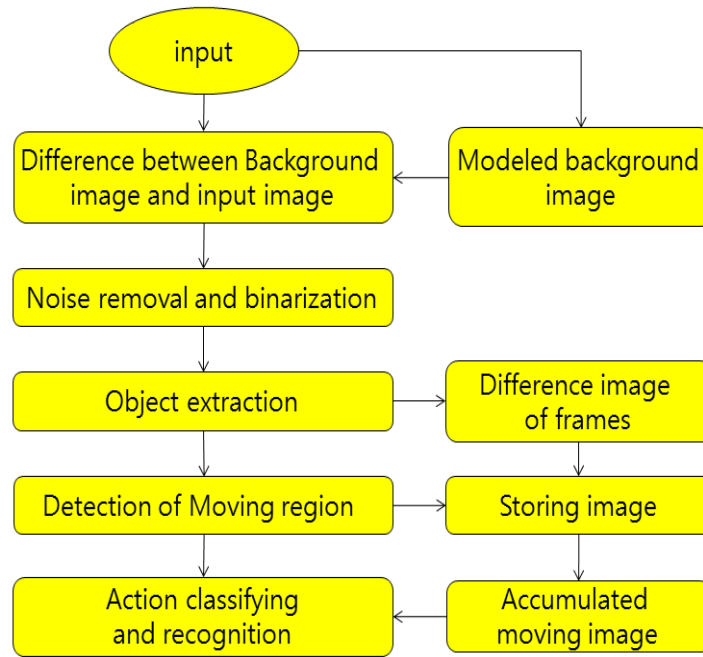 input
Difference between Background
image and input image
Modeled background
image
Noise removal and binarization
Object extraction
Difference image
of frames
Detection of Moving region
Storing image
Action classifying
and recognition
Accumulated
moving image